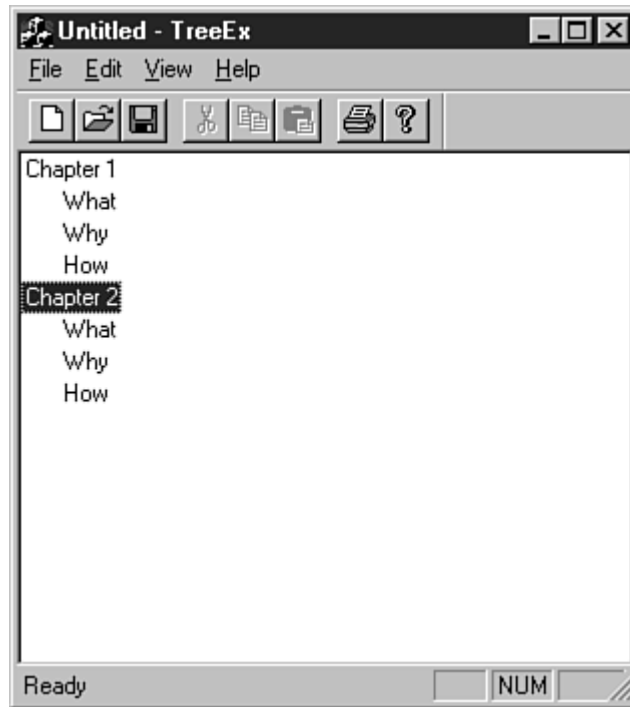 Untitled - TreeEx
File Edit View Help
Chapter 1
What
Why
How
Chapter 2
What
Why
How
Ready NUM